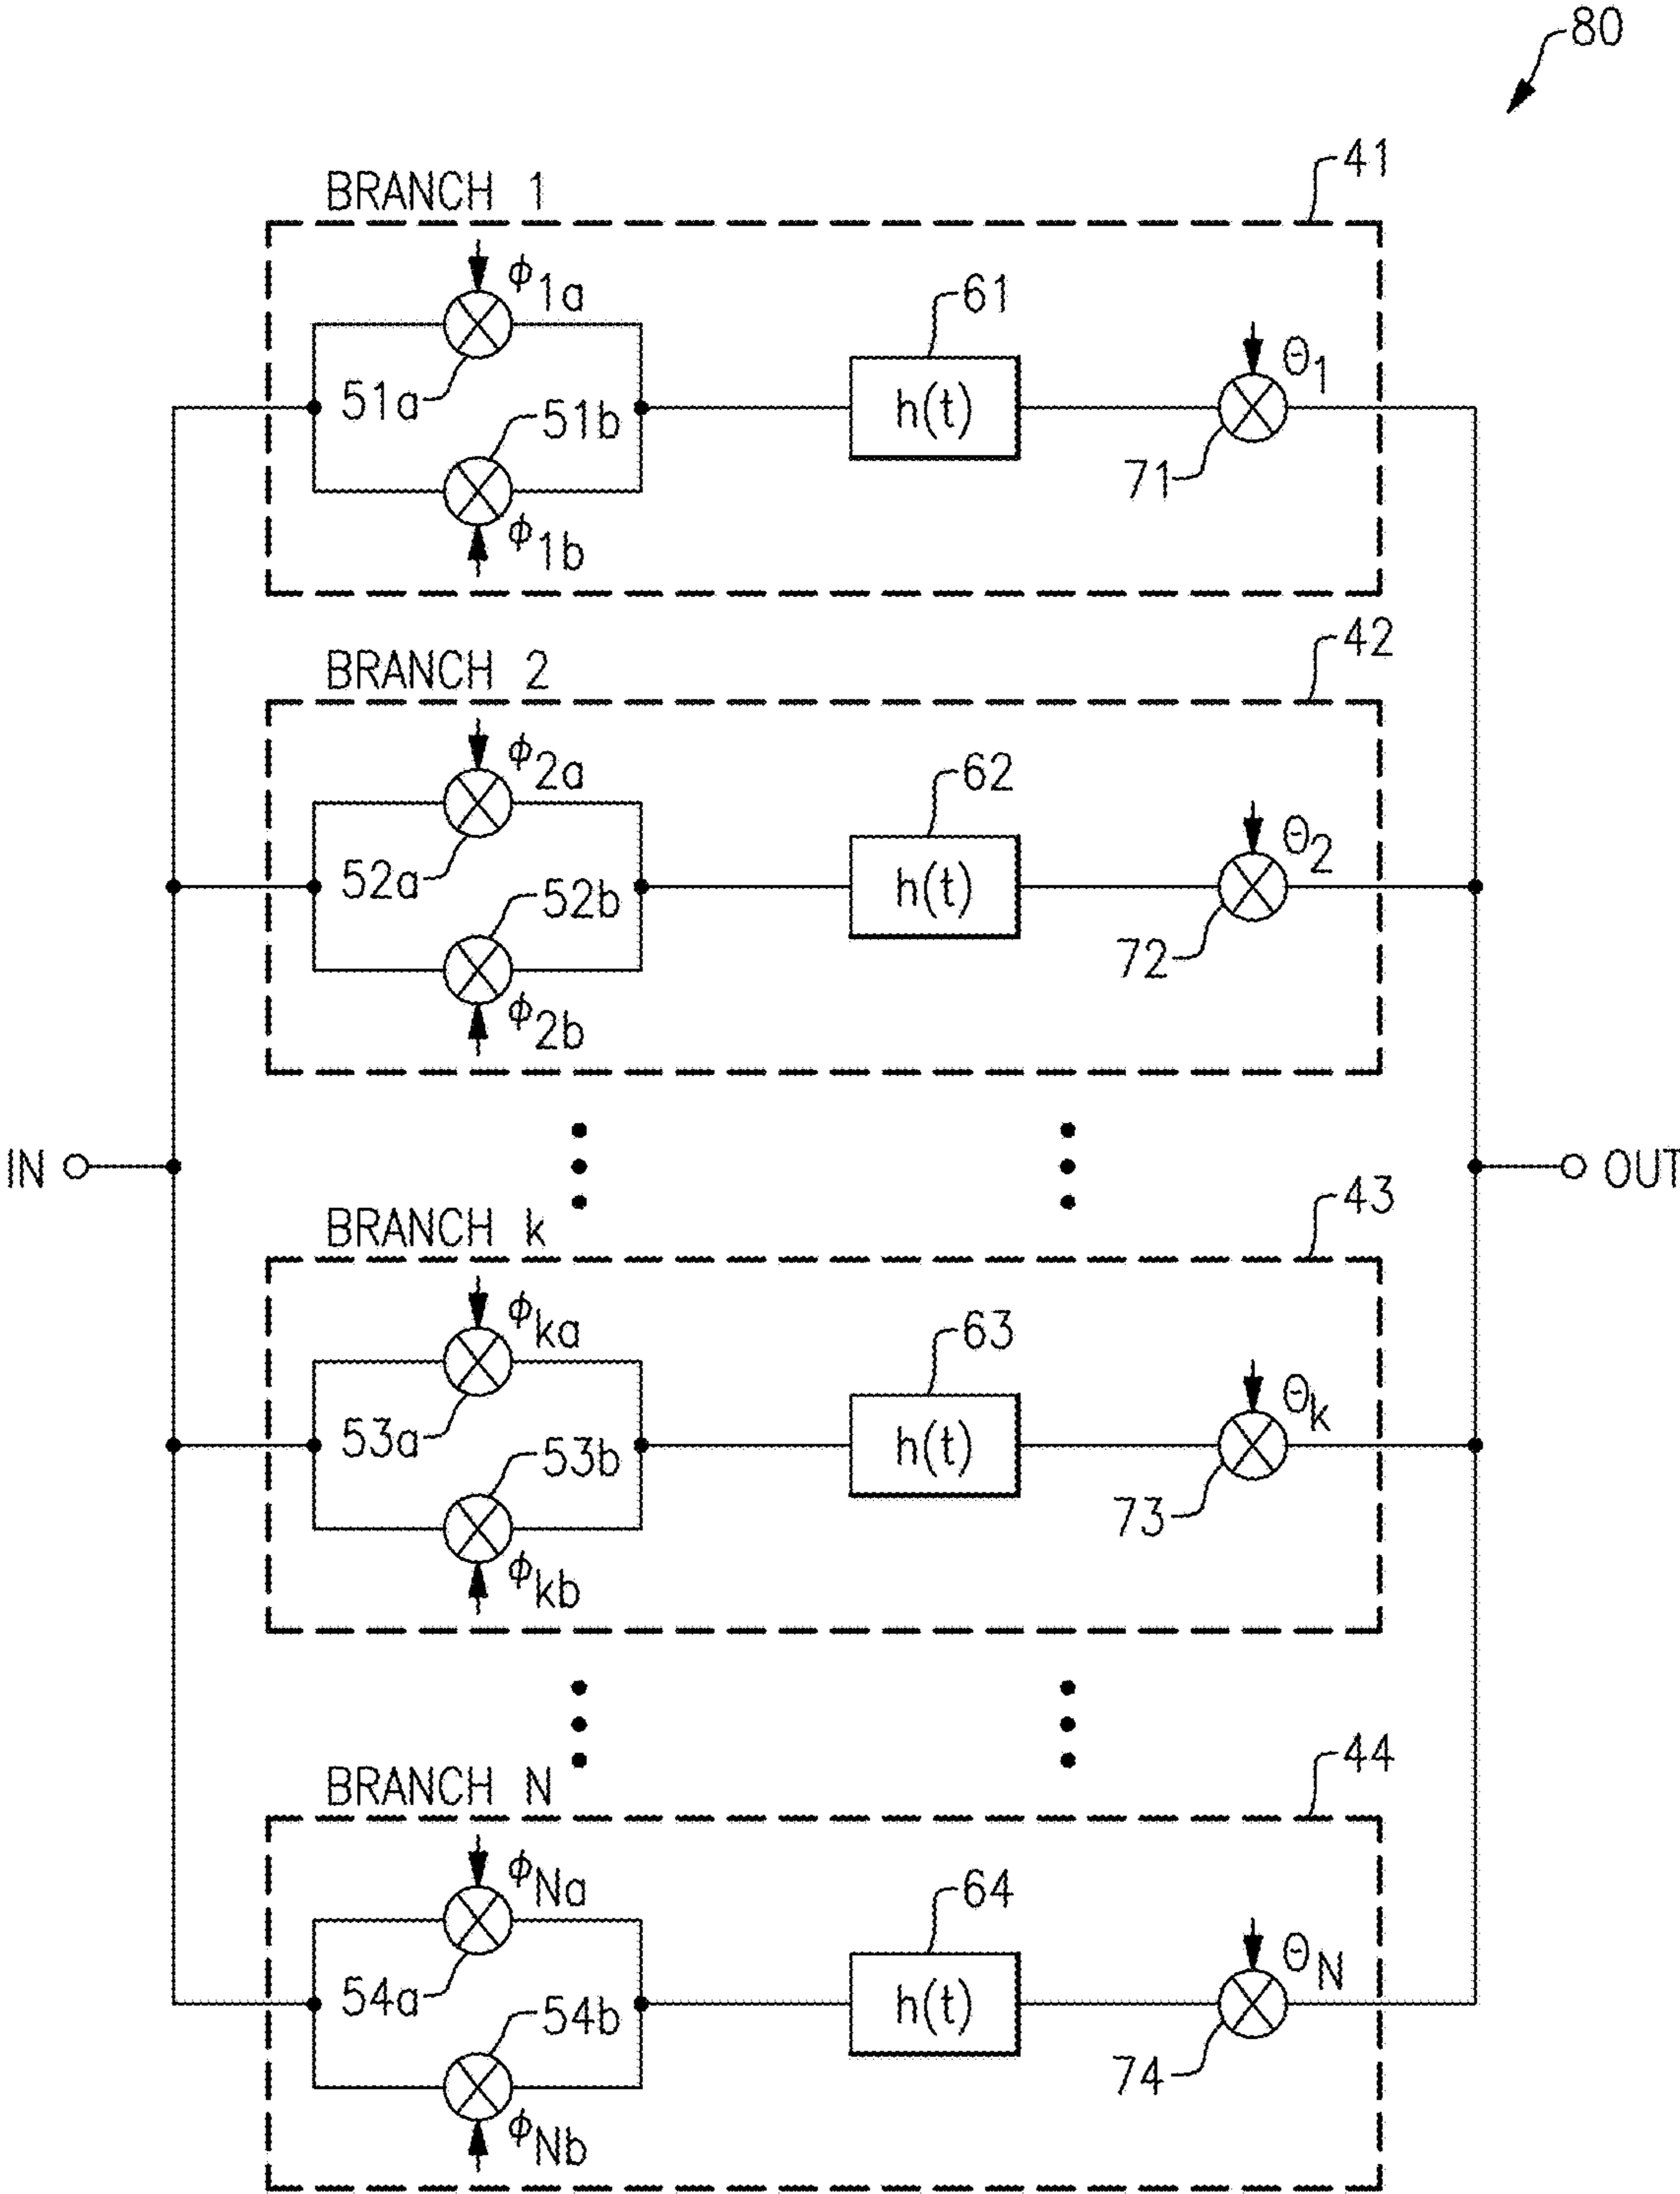 80
41
BRANCH 1
ϕ1a
61
θ1
51a
51b
h(t)
71
ϕ1b
42
BRANCH 2
ϕ2a
62
θ2
52a
52b
h(t)
72
ϕ2b
IN
OUT
43
BRANCH k
ϕka
63
θk
53a
53b
h(t)
73
ϕkb
44
BRANCH N
ϕNa
64
θN
54a
54b
h(t)
74
ϕNb